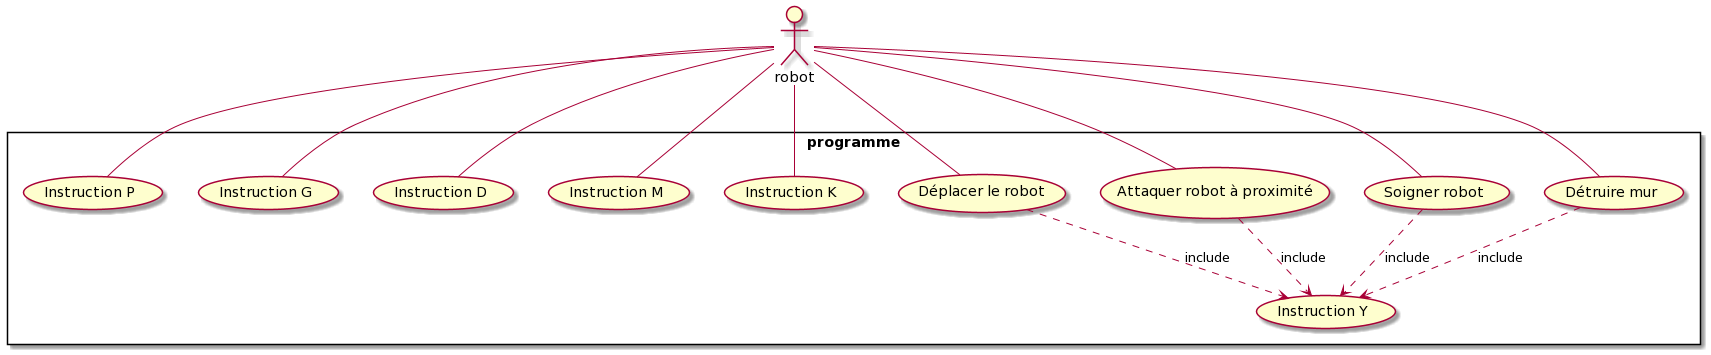 robot
programme
Instruction P
Instruction G
Instruction D
Instruction M
Instruction K
Déplacer le robot
Attaquer robot à proximité
Soigner robot
Détruire mur
include
include
include
include
Instruction Y